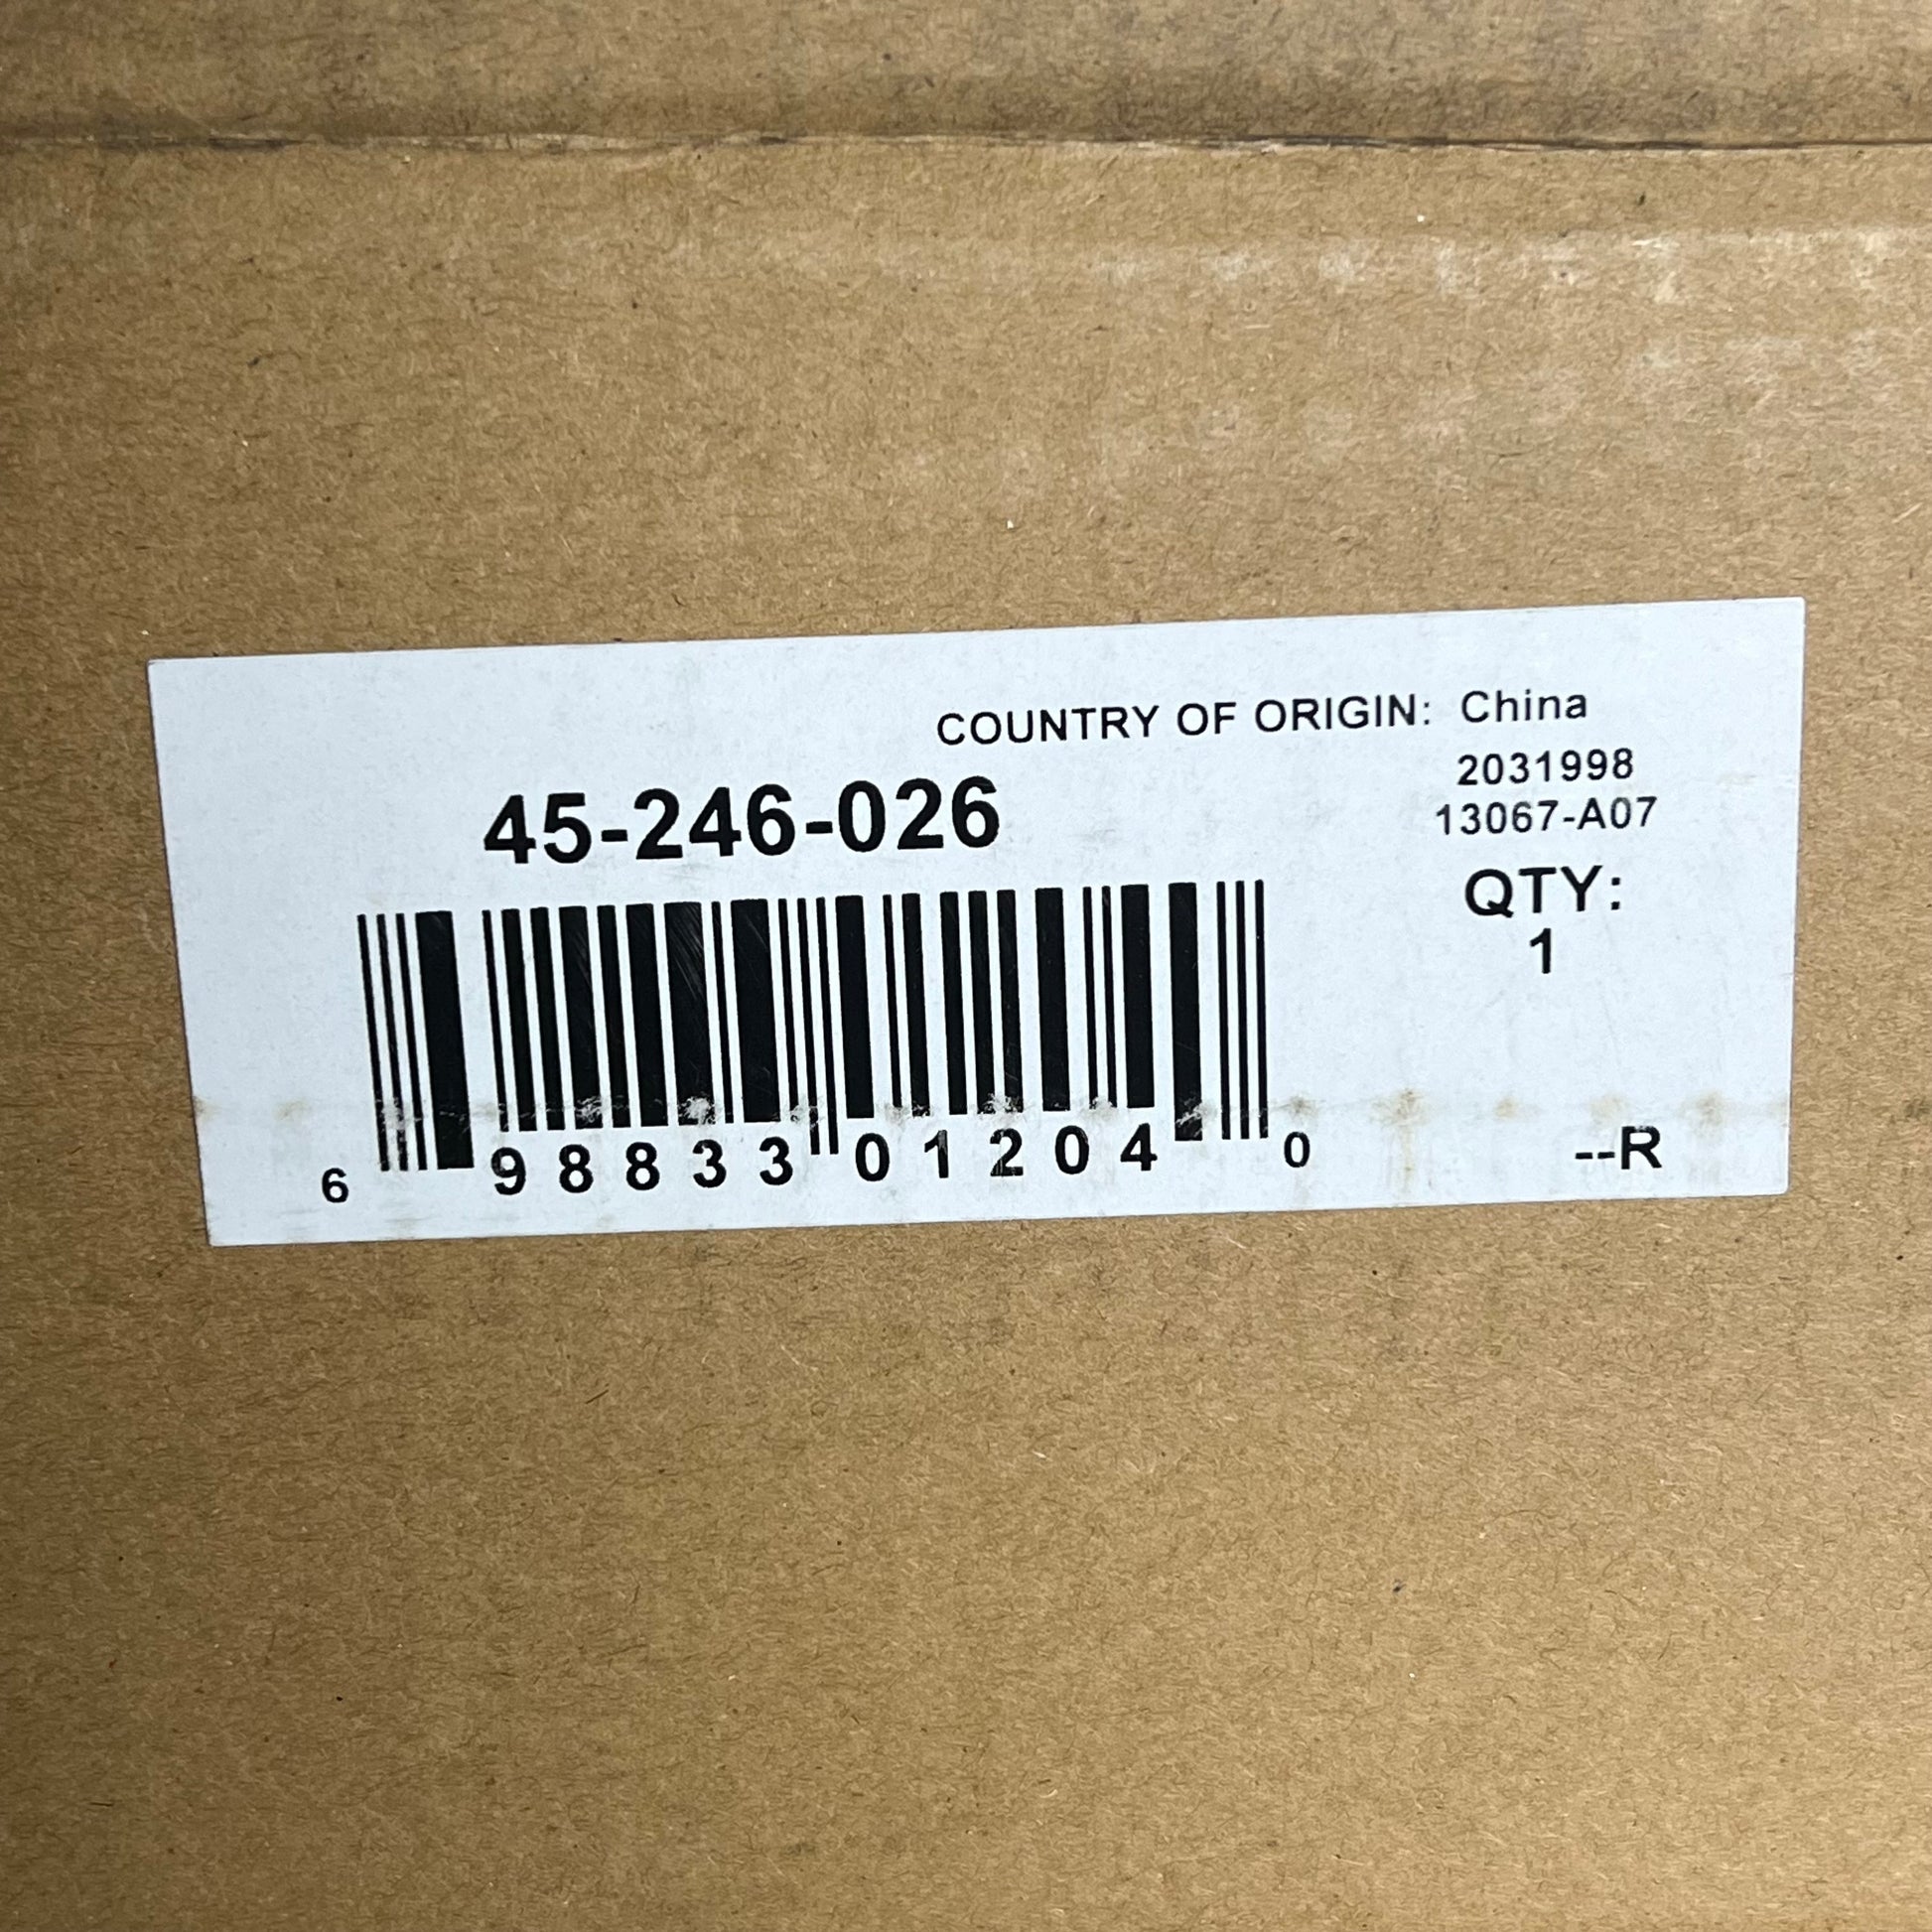 COUNTRY OF ORIGIN: China
2031998
45-246-026
13067-A07
QTY:
1
6 98833 01204 0
--R